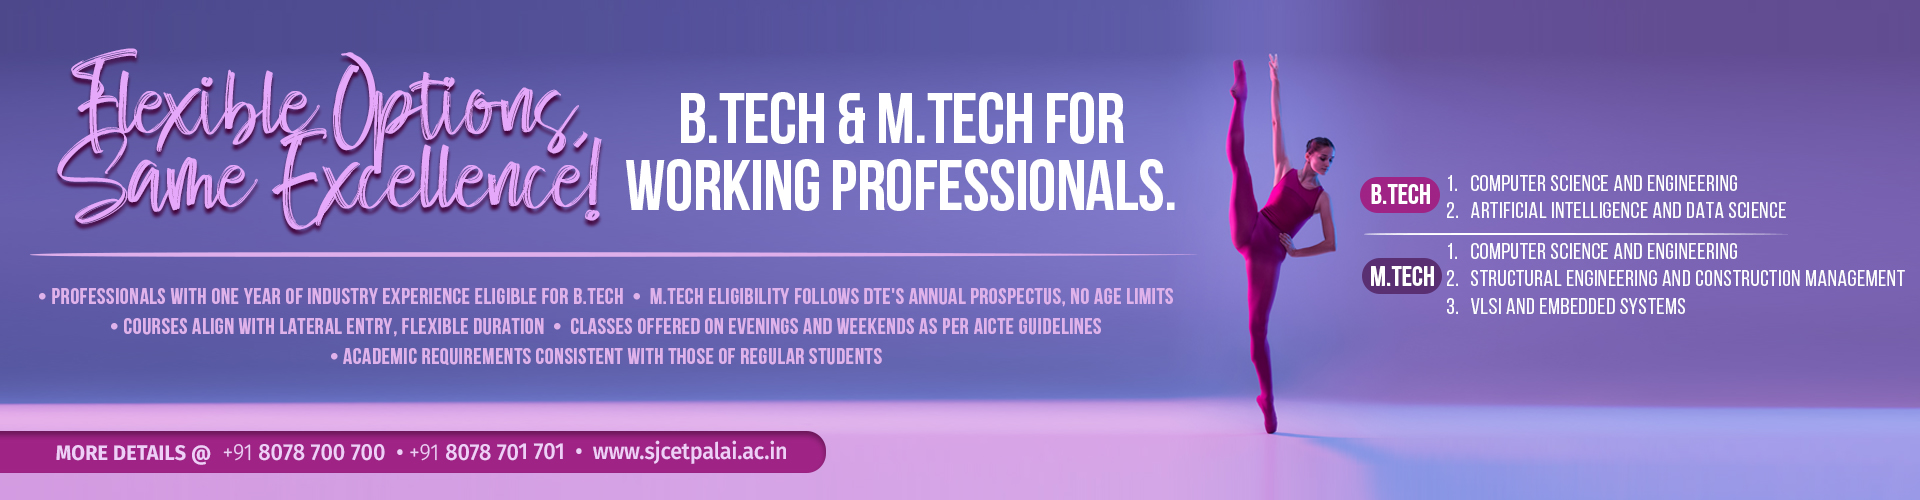 Flexible Options,
Same Excellence!
B.TECH & M.TECH FOR
WORKING PROFESSIONALS.
• PROFESSIONALS WITH ONE YEAR OF INDUSTRY EXPERIENCE ELIGIBLE FOR B.TECH • M.TECH ELIGIBILITY FOLLOWS DTE'S ANNUAL PROSPECTUS, NO AGE LIMITS
• COURSES ALIGN WITH LATERAL ENTRY, FLEXIBLE DURATION • CLASSES OFFERED ON EVENINGS AND WEEKENDS AS PER AICTE GUIDELINES
• ACADEMIC REQUIREMENTS CONSISTENT WITH THOSE OF REGULAR STUDENTS
MORE DETAILS @ +91 8078 700 700 • +91 8078 701 701 • www.sjcetpalai.ac.in
B.TECH
1. COMPUTER SCIENCE AND ENGINEERING
2. ARTIFICIAL INTELLIGENCE AND DATA SCIENCE
M.TECH
1. COMPUTER SCIENCE AND ENGINEERING
2. STRUCTURAL ENGINEERING AND CONSTRUCTION MANAGEMENT
3. VLSI AND EMBEDDED SYSTEMS